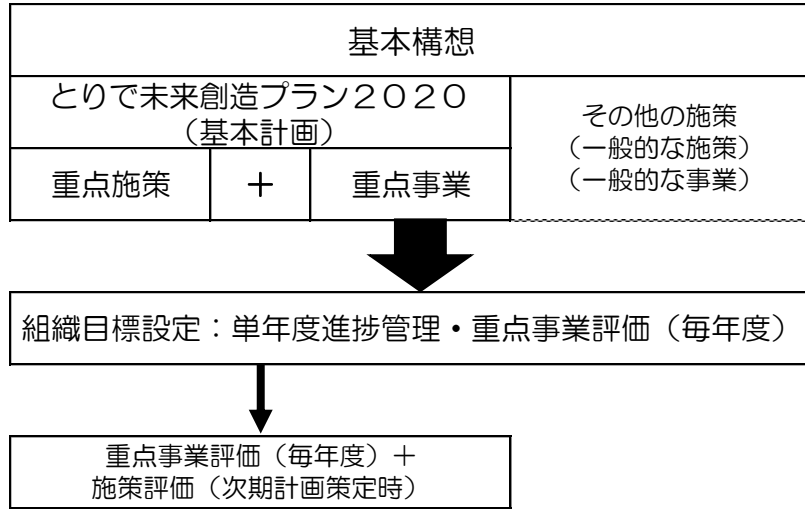 基本構想
とりで未来創造プラン２０２０
（基本計画）
重点施策
＋
重点事業
その他の施策
（一般的な施策）
（一般的な事業）
組織目標設定：単年度進捗管理・重点事業評価（毎年度）
重点事業評価（毎年度）＋
施策評価（次期計画策定時）